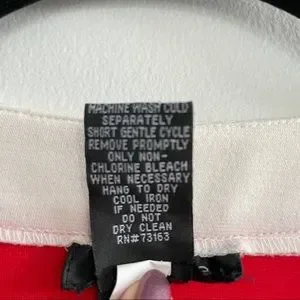 MACHINE WASH COLD
SEPARATELY
SHORT GENTLE CYCLE
REMOVE PROMPTLY
ONLY NON-
CHLORINE BLEACH
WHEN NECESSARY
HANG TO DRY
COOL IRON
IF NEEDED
DO NOT
DRY CLEAN
RN#73163